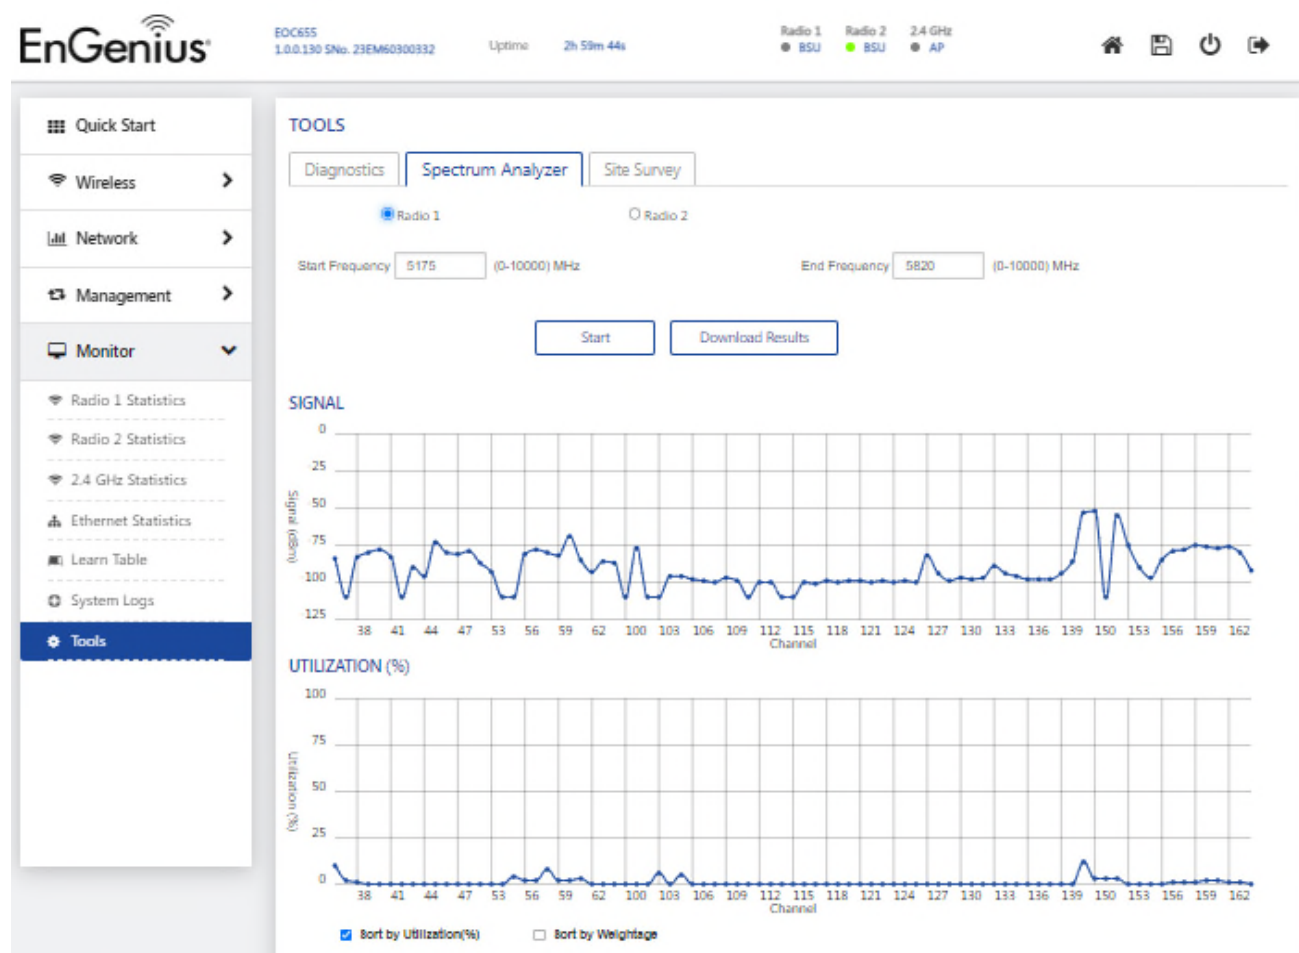 EnGenius
EOC655
1.0.0.130 SNo. 23EM60300332
Uptime 2h 59m 44s
Radio 1 Radio 2 2.4 GHz
BSU BSU AP
Quick Start
Wireless
Network
Management
Monitor
Radio 1 Statistics
Radio 2 Statistics
2.4 GHz Statistics
Ethernet Statistics
Learn Table
System Logs
Tools
TOOLS
Diagnostics Spectrum Analyzer Site Survey
Radio 1 Radio 2
Start Frequency 5175 (0-10000) MHz End Frequency 5820 (0-10000) MHz
Start Download Results
SIGNAL
0
25
50
75
100
125
Signal (dBm)
38 41 44 47 53 56 59 62 100 103 106 109 112 115 118 121 124 127 130 133 136 139 150 153 156 159 162
Channel
UTILIZATION (%)
100
75
50
25
0
Utilization (%)
38 41 44 47 53 56 59 62 100 103 106 109 112 115 118 121 124 127 130 133 136 139 150 153 156 159 162
Channel
Sort by Utilization(%) Sort by Weightage